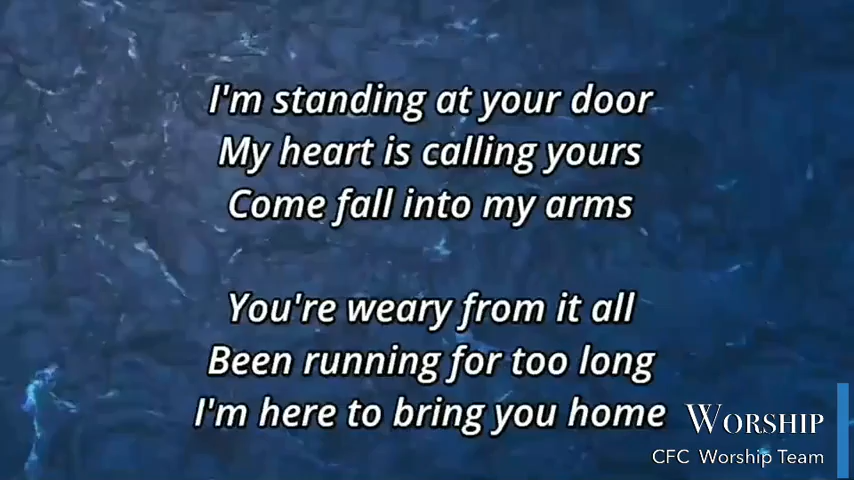 I'm standing at your door
My heart is calling yours
Come fall into my arms
You're weary from it all
Been running for too long
I'm here to bring you home
WORSHIP
CFC Worship Team